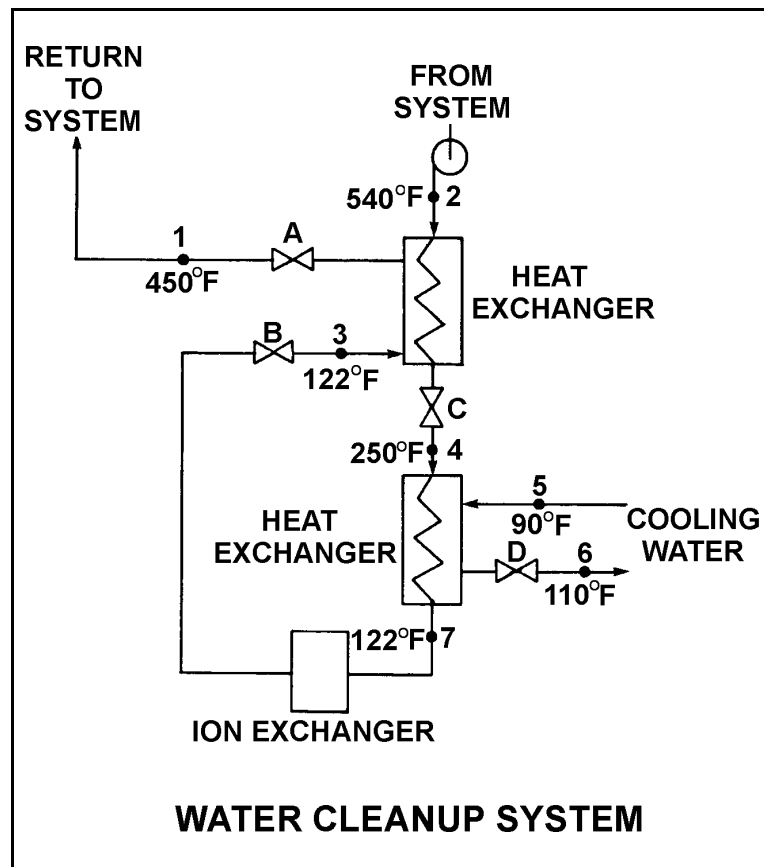 RETURN
TO
SYSTEM
FROM
SYSTEM
540°F 2
1
A
450°F
HEAT
EXCHANGER
B
3
122°F
C
250°F 4
HEAT
EXCHANGER
5
90°F
COOLING
WATER
D
6
110°F
122°F 7
ION EXCHANGER
WATER CLEANUP SYSTEM